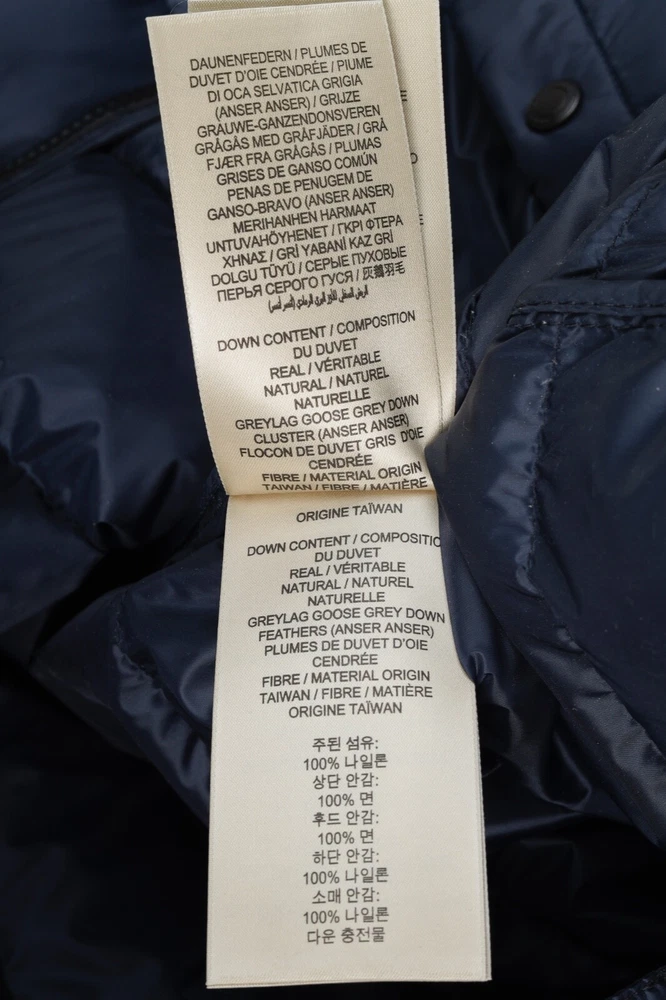 DAUNENFEDERN / PLUMES DE
DUVET D'OIE CENDRÉE / PIUME
DI OCA SELVATICA GRIGIA
(ANSER ANSER) / GRIJZE
GRAUWE-GANZENDONSVEREN
GRÅGÅS MED GRÅFJÄDER / GRÅ
FJÆR FRA GRÅGÅS / PLUMAS
GRISES DE GANSO COMÚN
PENAS DE PENUGEM DE
GANSO-BRAVO (ANSER ANSER)
MERIHANHEN HARMAAT
UNTUVAHÖYHENET / ΓΚΡΙ ΦΤΕΡΑ
ΧΗΝΑΣ / GRİ YABANİ KAZ GRİ
DOLGU TÜYÜ / СЕРЫЕ ПУХОВЫЕ
ПЕРЬЯ СЕРОГО ГУСЯ / 灰鵝羽毛
DOWN CONTENT / COMPOSITION
DU DUVET
REAL / VÉRITABLE
NATURAL / NATUREL
NATURELLE
GREYLAG GOOSE GREY DOWN
CLUSTER (ANSER ANSER)
FLOCON DE DUVET GRIS D'OIE
CENDRÉE
FIBRE / MATERIAL ORIGIN
TAIWAN / FIBRE / MATIÈRE
ORIGINE TAÏWAN
DOWN CONTENT / COMPOSITIO
DU DUVET
REAL / VÉRITABLE
NATURAL / NATUREL
NATURELLE
GREYLAG GOOSE GREY DOWN
FEATHERS (ANSER ANSER)
PLUMES DE DUVET D'OIE
CENDRÉE
FIBRE / MATERIAL ORIGIN
TAIWAN / FIBRE / MATIÈRE
ORIGINE TAÏWAN
주된 섬유:
100% 나일론
상단 안감:
100% 면
후드 안감:
100% 면
하단 안감:
100% 나일론
소매 안감:
100% 나일론
다운 충전물